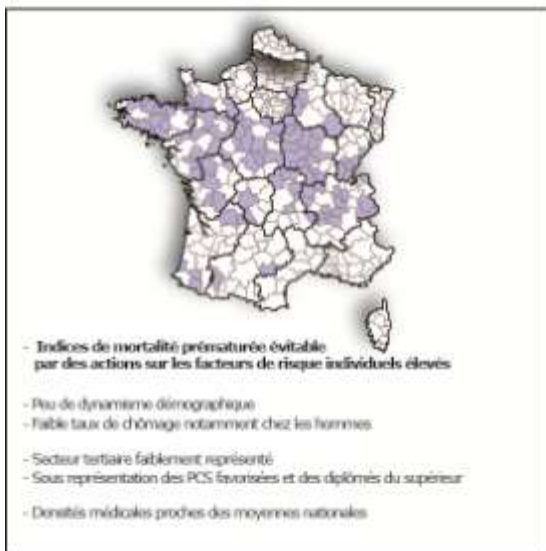 - Indices de mortalité prématurée évitable
par des actions sur les facteurs de risque individuels élevés
- Peu de dynamisme démographique
- Faible taux de chômage notamment chez les hommes
- Secteur tertiaire faiblement représenté
- Sous représentation des PCS favorisées et des diplômés du supérieur
- Densités médicales proches des moyennes nationales